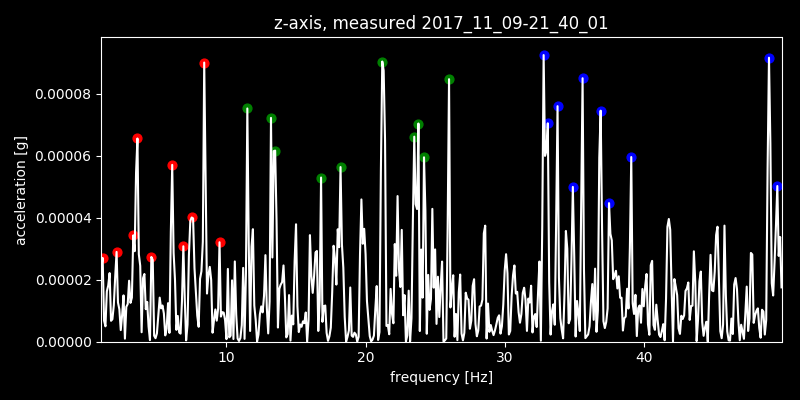 z-axis, measured 2017_11_09-21_40_01
0.00008
0.00006
0.00004
0.00002
0.00000
acceleration [g]
10 20 30 40
frequency [Hz]